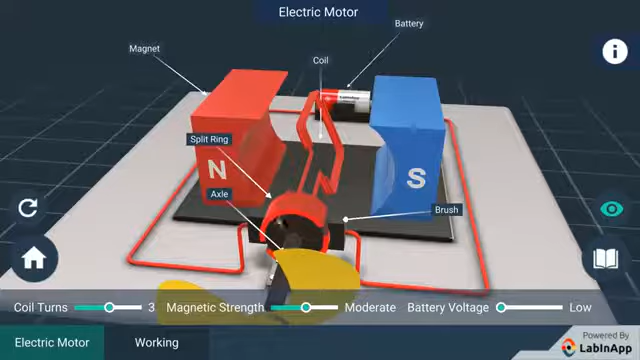 Electric Motor
Battery
Magnet
Coil
LabInApp
Split Ring
N
S
Axle
Brush
Coil Turns 3 Magnetic Strength Moderate Battery Voltage Low
Electric Motor Working
Powered By
LabInApp